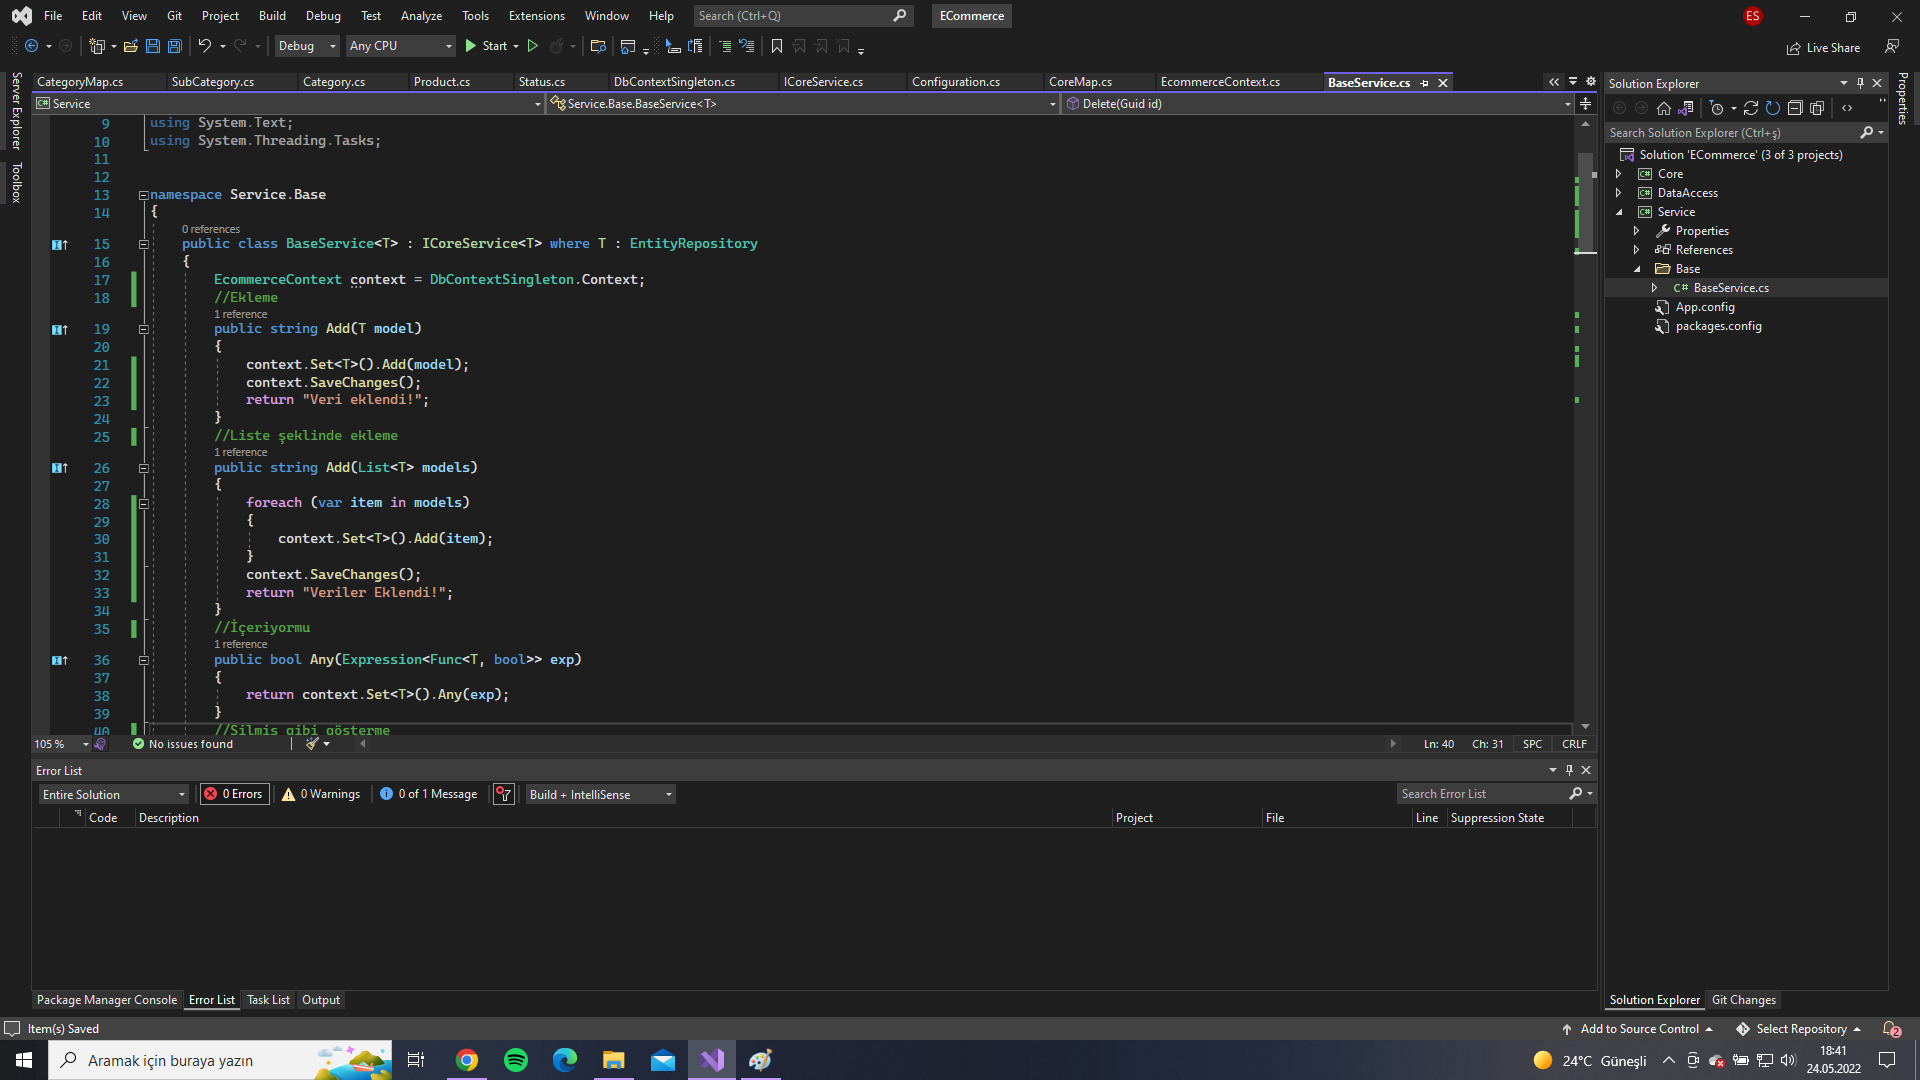 File Edit View Git Project Build Debug Test Analyze Tools Extensions Window Help Search (Ctrl+Q) ECommerce ES
Debug Any CPU Start Live Share
CategoryMap.cs SubCategory.cs Category.cs Product.cs Status.cs DbContextSingleton.cs ICoreService.cs Configuration.cs CoreMap.cs EcommerceContext.cs BaseService.cs
Service Service.Base.BaseService<T> Delete(Guid id)
Server Explorer
Toolbox
9 using System.Text;
10 using System.Threading.Tasks;
11
12
13 namespace Service.Base
14 {
0 references
15 public class BaseService<T> : ICoreService<T> where T : EntityRepository
16 {
17 EcommerceContext context = DbContextSingleton.Context;
18 //Ekleme
1 reference
19 public string Add(T model)
20 {
21 context.Set<T>().Add(model);
22 context.SaveChanges();
23 return "Veri eklendi!";
24 }
25 //Liste şeklinde ekleme
1 reference
26 public string Add(List<T> models)
27 {
28 foreach (var item in models)
29 {
30 context.Set<T>().Add(item);
31 }
32 context.SaveChanges();
33 return "Veriler Eklendi!";
34 }
35 //İçeriyormu
1 reference
36 public bool Any(Expression<Func<T, bool>> exp)
37 {
38 return context.Set<T>().Any(exp);
39 }
40 //Silmiş gibi gösterme
105 % No issues found Ln: 40 Ch: 31 SPC CRLF
Error List
Entire Solution 0 Errors 0 Warnings 0 of 1 Message Build + IntelliSense Search Error List
Code Description Project File Line Suppression State
Package Manager Console Error List Task List Output
Solution Explorer
Search Solution Explorer (Ctrl+ş)
Solution 'ECommerce' (3 of 3 projects)
C# Core
C# DataAccess
C# Service
Properties
References
Base
C# BaseService.cs
App.config
packages.config
Solution Explorer Git Changes
Properties
Item(s) Saved Add to Source Control Select Repository 2
Aramak için buraya yazın 24°C Güneşli 18:41
24.05.2022